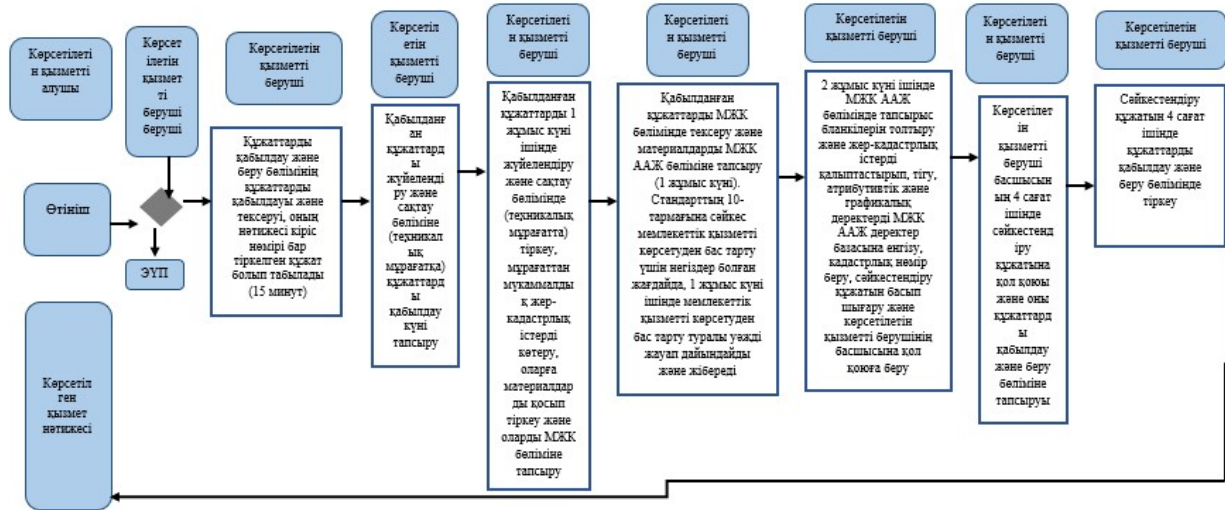 Көрсетілеті
н қызметті
алушы
Көрсет
ілетін
қызмет
ті
беруші
беруші
Көрсетілетін
қызметті
беруші
Көрсетіл
етін
қызметті
беруші
Көрсетілеті
н қызметті
беруші
Көрсетілеті
н қызметті
беруші
Көрсетілетін
қызметті беруші
Көрсетілеті
н қызметті
беруші
Көрсетілетін
қызметті беруші
Өтініш
ЭҮП
Құжаттарды
қабылдау және
беру бөлімінің
құжаттарды
қабылдауы және
тексеруі, оның
нәтижесі кіріс
нөмірі бар
тіркелген құжат
болып табылады
(15 минут)
Қабылданғ
ан
құжаттард
ы
жүйеленді
ру және
сақтау
бөліміне
(техникал
ық
мұрағатқа)
құжаттард
ы
қабылдау
күні
тапсыру
Қабылданған
құжаттарды 1
жұмыс күні
ішінде
жүйелендіру
және сақтау
бөлімінде
(техникалық
мұрағатта)
тіркеу,
мұрағаттан
мұкаммалды
қ жер-
кадастрлық
істерді
көтеру,
оларға
материалдар
ды қосып
тіркеу және
оларды МЖК
бөліміне
тапсыру
Қабылданған
құжаттарды МЖК
бөлімінде тексеру және
материалдарды МЖК
ААЖ бөліміне тапсыру
(1 жұмыс күні).
Стандарттың 10-
тармағына сәйкес
мемлекеттік қызметті
көрсетуден бас тарту
үшін негіздер болған
жағдайда, 1 жұмыс күні
ішінде мемлекеттік
қызметті көрсетуден
бас тарту туралы уәжді
жауап дайындайды
және жібереді
2 жұмыс күні ішінде
МЖК ААЖ
бөлімінде тапсырыс
бланкілерін толтыру
және жер-кадастрлық
істерді
қалыптастырып, тігу,
атрибутивтік және
графикалық
деректерді МЖК
ААЖ деректер
базасына енгізу,
кадастрлық нөмір
беру, сәйкестендіру
құжатын басып
шығару және
көрсетілетін
қызметті берушінің
басшысына қол
қоюға беру
Көрсетілет
ін
қызметті
беруші
басшысы
ның 4 сағат
ішінде
сәйкестенд
іру
құжатына
қол қоюы
және оны
құжаттард
ы
қабылдау
және беру
бөліміне
тапсыруы
Сәйкестендіру
құжатын 4 сағат
ішінде
құжаттарды
қабылдау және
беру бөлімінде
тіркеу
Көрсетіл
ген
қызмет
нәтижесі